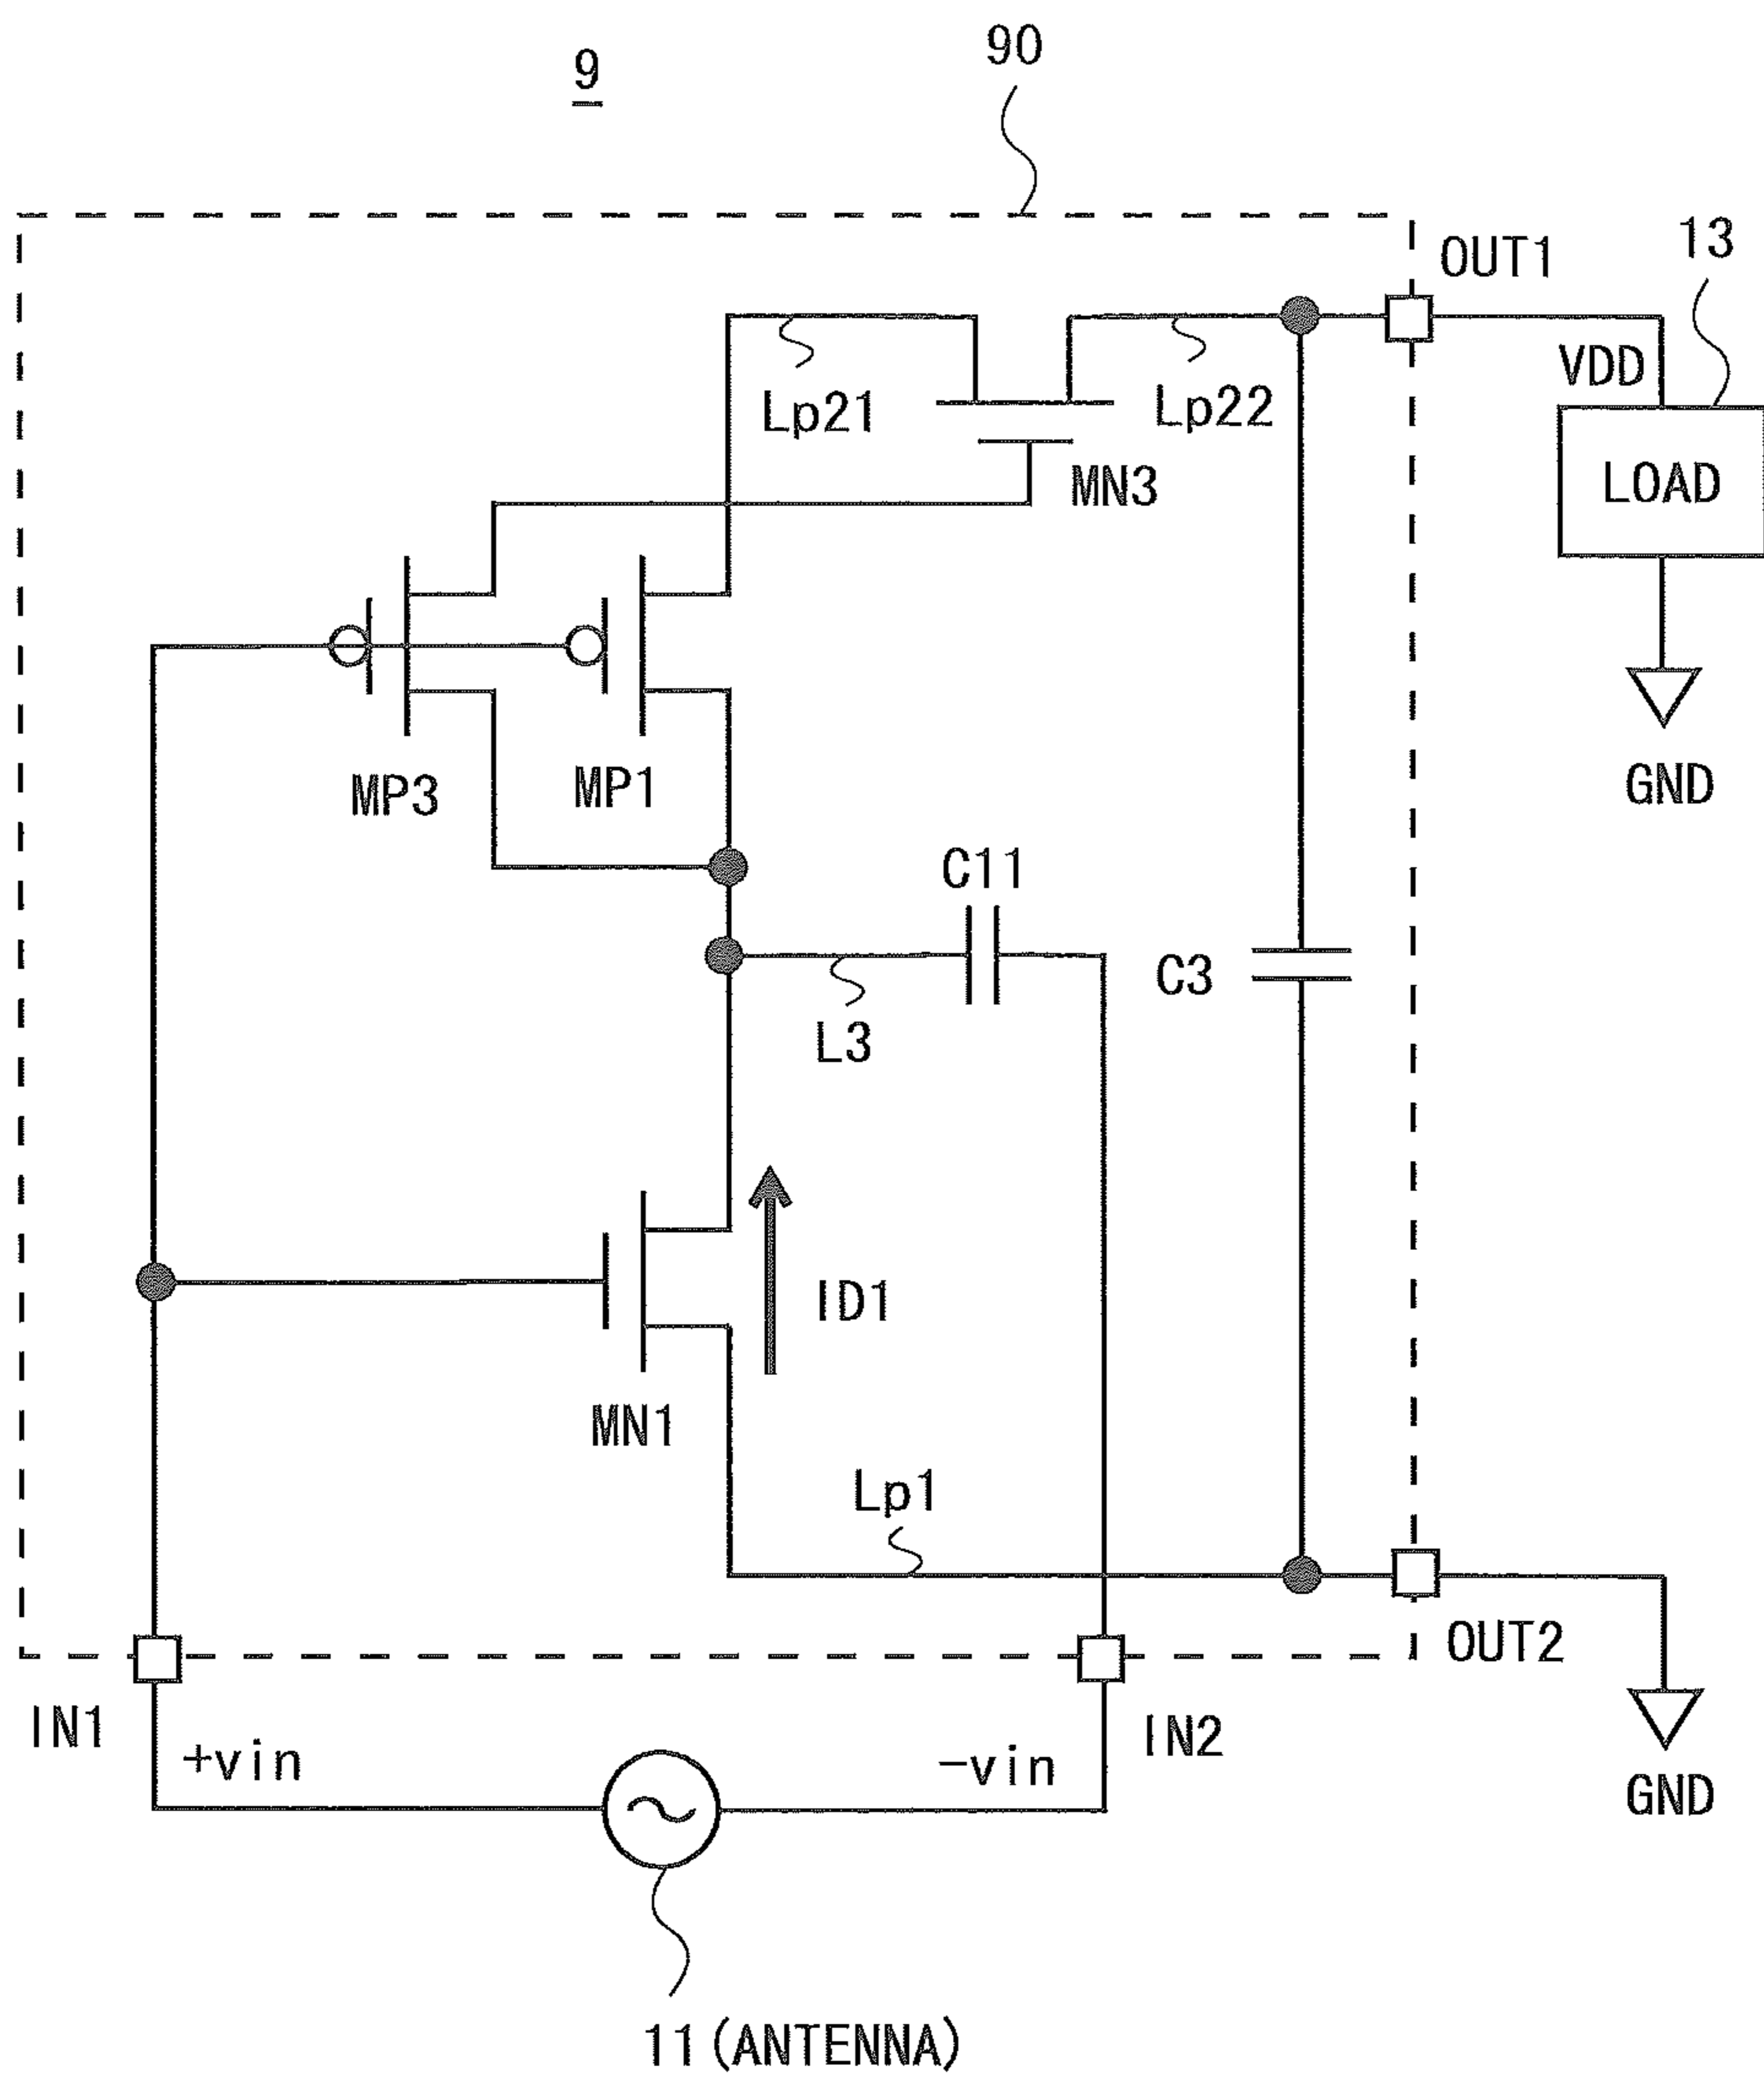 9
90
13
OUT1
VDD
LOAD
Lp21
Lp22
MN3
GND
MP3
MP1
C11
C3
L3
ID1
MN1
Lp1
OUT2
IN1
IN2
+vin
-vin
GND
11(ANTENNA)